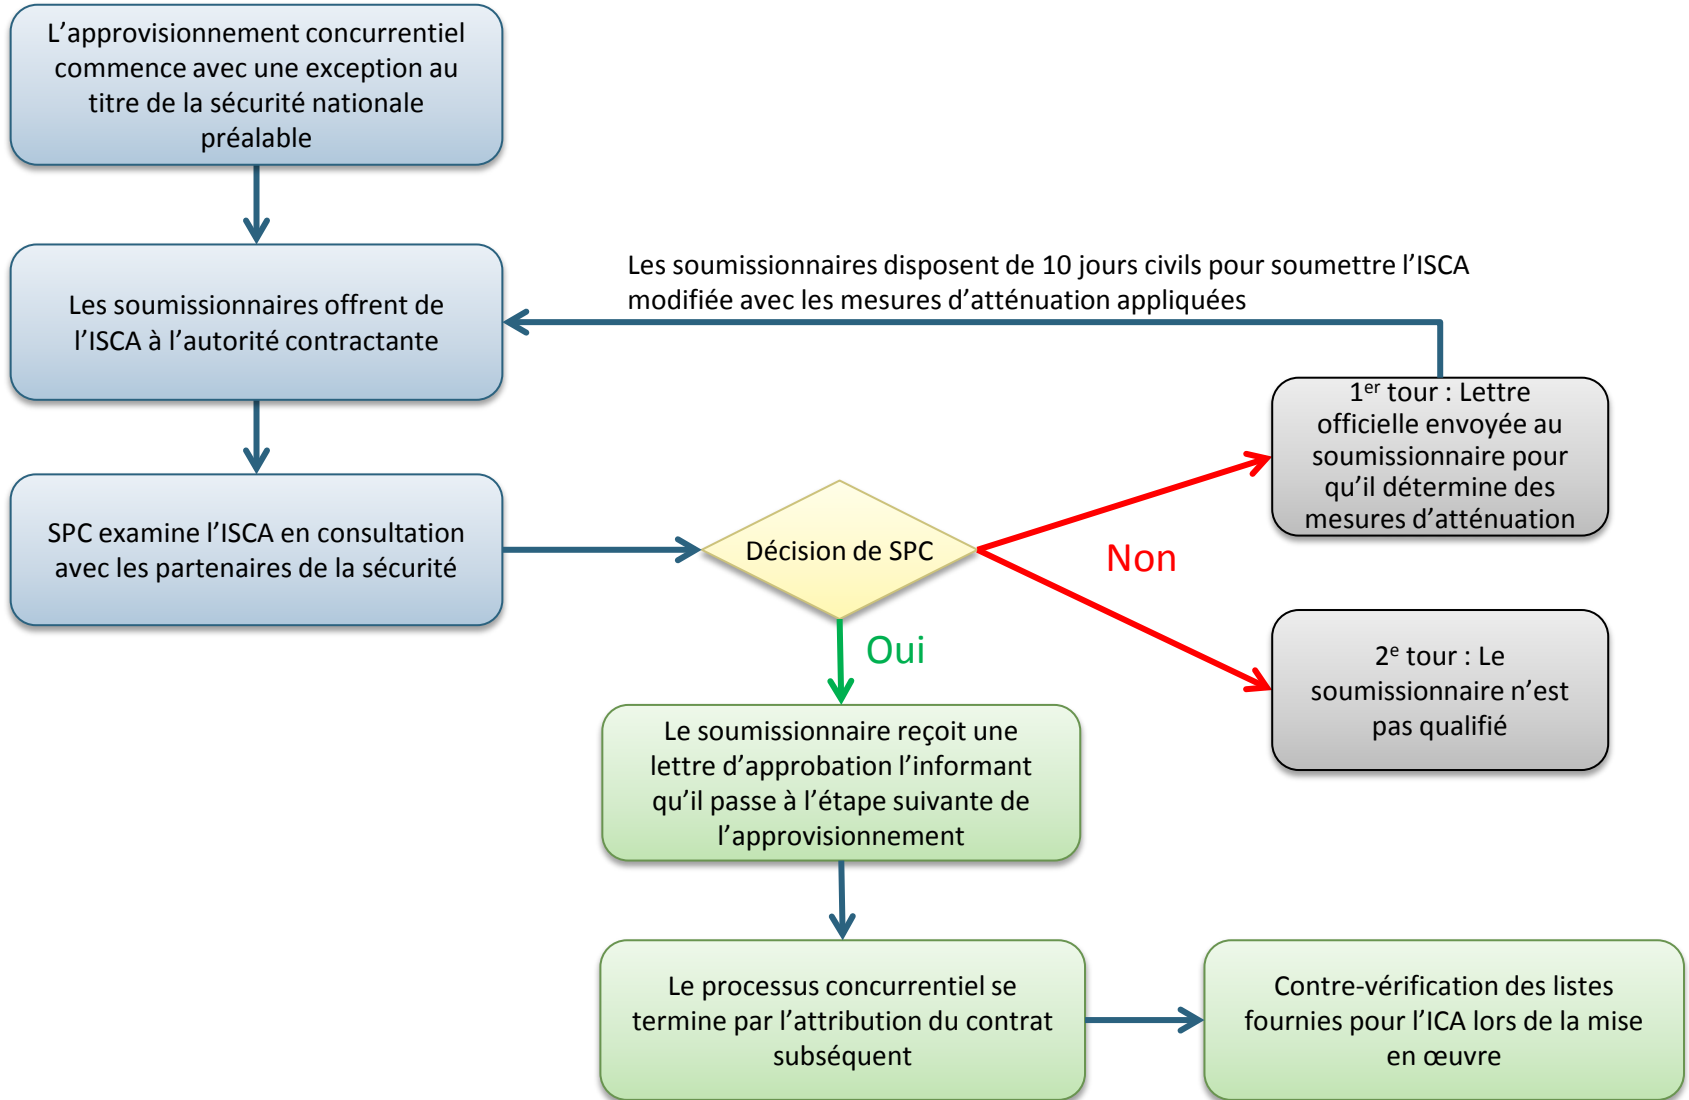 L’approvisionnement concurrentiel
commence avec une exception au
titre de la sécurité nationale
préalable
Les soumissionnaires offrent de
l’ISCA à l’autorité contractante
Les soumissionnaires disposent de 10 jours civils pour soumettre l’ISCA
modifiée avec les mesures d’atténuation appliquées
SPC examine l’ISCA en consultation
avec les partenaires de la sécurité
Décision de SPC
Non
1er tour : Lettre
officielle envoyée au
soumissionnaire pour
qu’il détermine des
mesures d’atténuation
2e tour : Le
soumissionnaire n’est
pas qualifié
Oui
Le soumissionnaire reçoit une
lettre d’approbation l’informant
qu’il passe à l’étape suivante de
l’approvisionnement
Le processus concurrentiel se
termine par l’attribution du contrat
subséquent
Contre-vérification des listes
fournies pour l’ICA lors de la mise
en œuvre